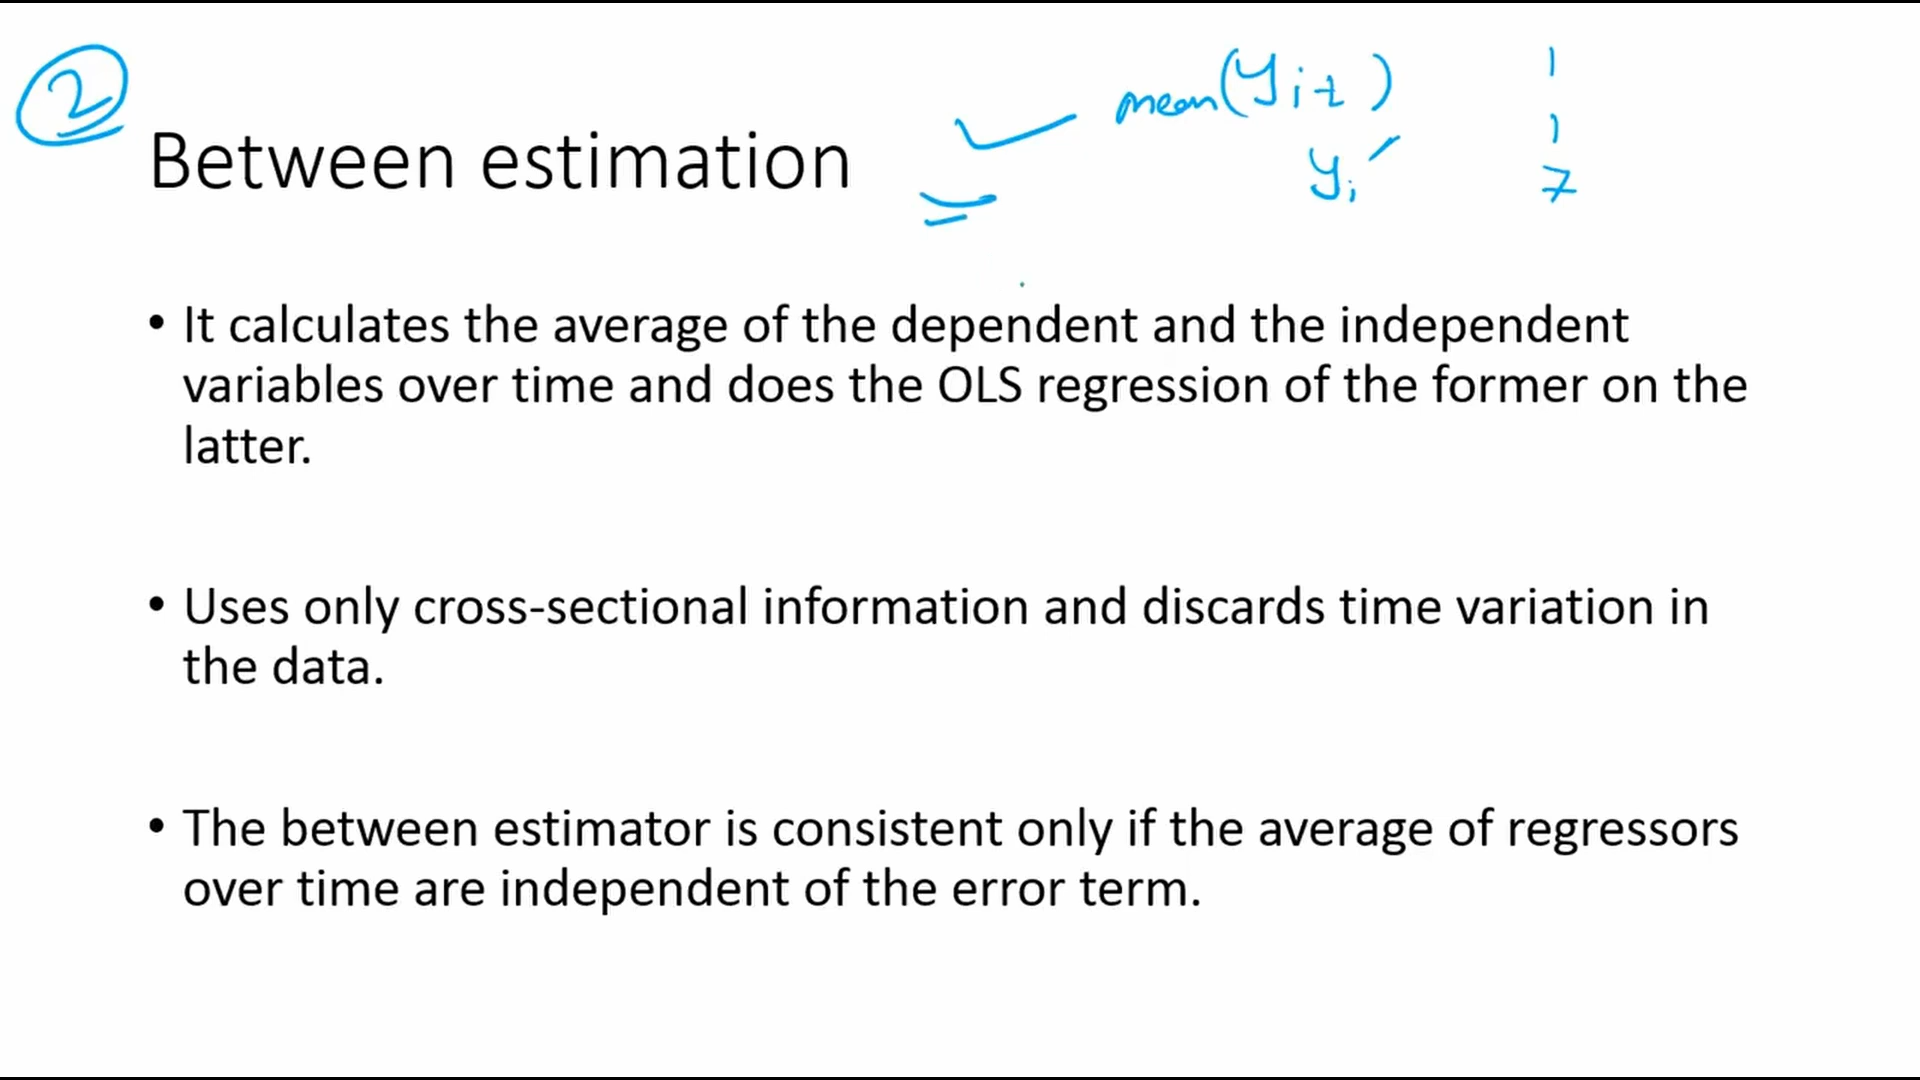 2
mean(yit)
yi
1
1
7
Between estimation
• It calculates the average of the dependent and the independent
variables over time and does the OLS regression of the former on the
latter.
• Uses only cross-sectional information and discards time variation in
the data.
• The between estimator is consistent only if the average of regressors
over time are independent of the error term.